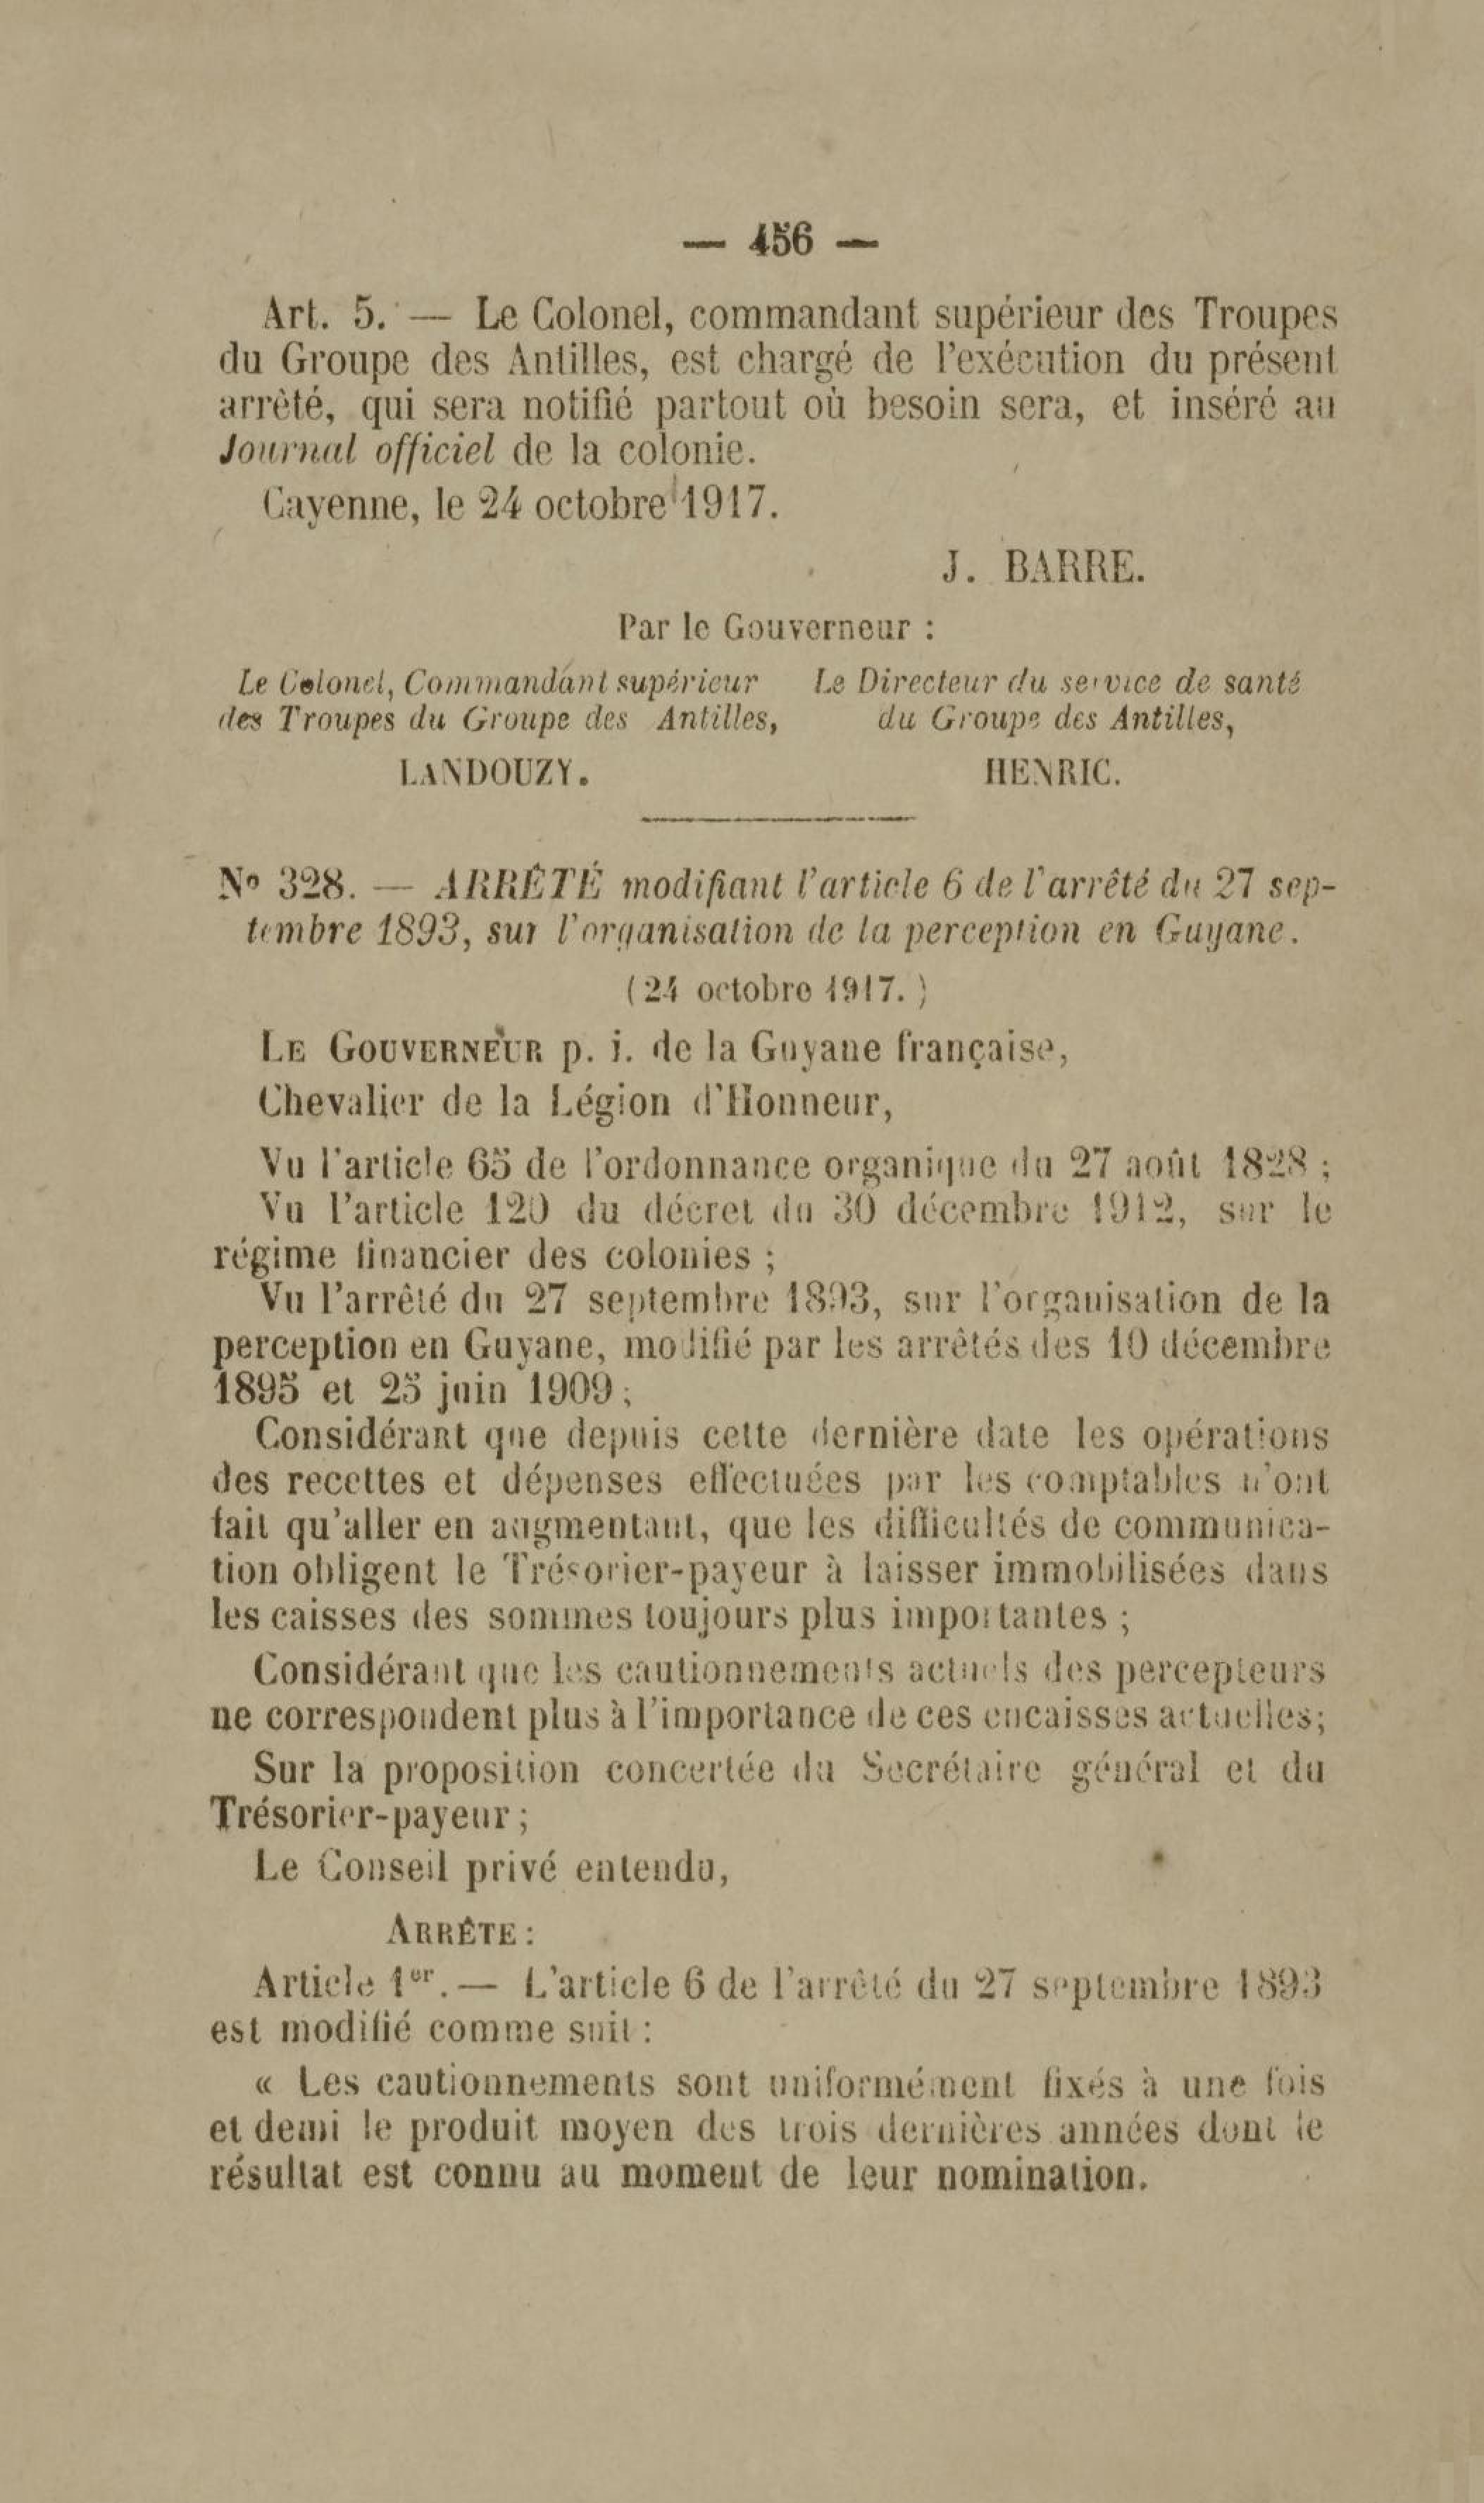 — 456 —
Art. 5. — Le Colonel, commandant supérieur des Troupes
du Groupe des Antilles, est chargé de l'exécution du présent
arrêté, qui sera notifié partout où besoin sera, et inséré au
Journal officiel de la colonie.
Cayenne, le 24 octobre 1917.
J. BARRE.
Par le Gouverneur :
Le Colonel, Commandant supérieur
des Troupes du Groupe des Antilles,
LANDOUZY.
Le Directeur du service de santé
du Groupe des Antilles,
HENRIC.
Nº 328. — ARRÊTÉ modifiant l'article 6 de l'arrêté du 27 sep-
tembre 1893, sur l'organisation de la perception en Guyane.
(24 octobre 1917.)
LE GOUVERNEUR p. i. de la Guyane française,
Chevalier de la Légion d'Honneur,
Vu l'article 65 de l'ordonnance organique du 27 août 1828 ;
Vu l'article 120 du décret du 30 décembre 1912, sur le
régime financier des colonies ;
Vu l'arrêté du 27 septembre 1893, sur l'organisation de la
perception en Guyane, modifié par les arrêtés des 10 décembre
1895 et 25 juin 1909 ;
Considérant que depuis cette dernière date les opérations
des recettes et dépenses effectuées par les comptables n'ont
fait qu'aller en augmentant, que les difficultés de communica-
tion obligent le Trésorier-payeur à laisser immobilisées dans
les caisses des sommes toujours plus importantes ;
Considérant que les cautionnements actuels des percepteurs
ne correspondent plus à l'importance de ces encaisses actuelles;
Sur la proposition concertée du Secrétaire général et du
Trésorier-payeur ;
Le Conseil privé entendu,
ARRÊTE :
Article 1er. — L'article 6 de l'arrêté du 27 septembre 1893
est modifié comme suit :
« Les cautionnements sont uniformément fixés à une fois
et demi le produit moyen des trois dernières années dont le
résultat est connu au moment de leur nomination.